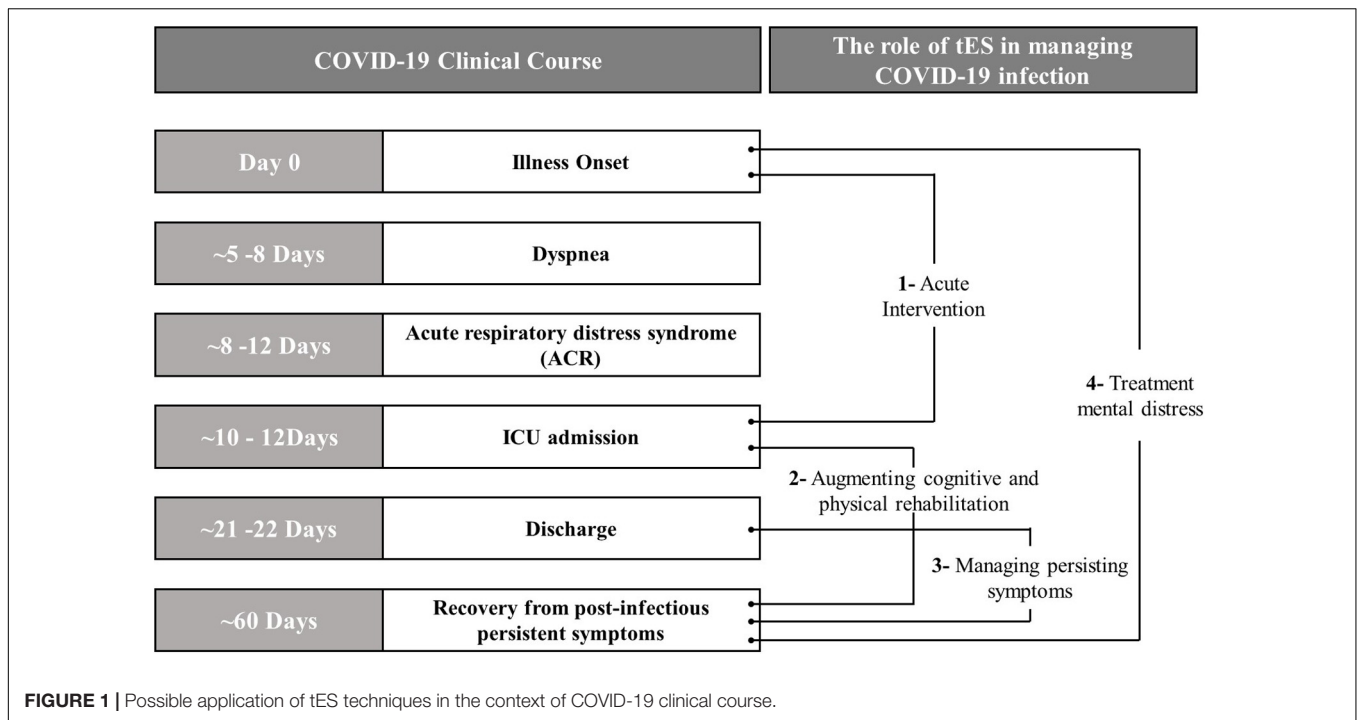 COVID-19 Clinical Course
The role of tES in managing
COVID-19 infection
Day 0
Illness Onset
~5 -8 Days
Dyspnea
1- Acute
Intervention
~8 -12 Days
Acute respiratory distress syndrome
(ACR)
4- Treatment
mental distress
~10 - 12Days
ICU admission
2- Augmenting cognitive and
physical rehabilitation
~21 -22 Days
Discharge
3- Managing persisting
symptoms
~60 Days
Recovery from post-infectious
persistent symptoms
FIGURE 1 | Possible application of tES techniques in the context of COVID-19 clinical course.